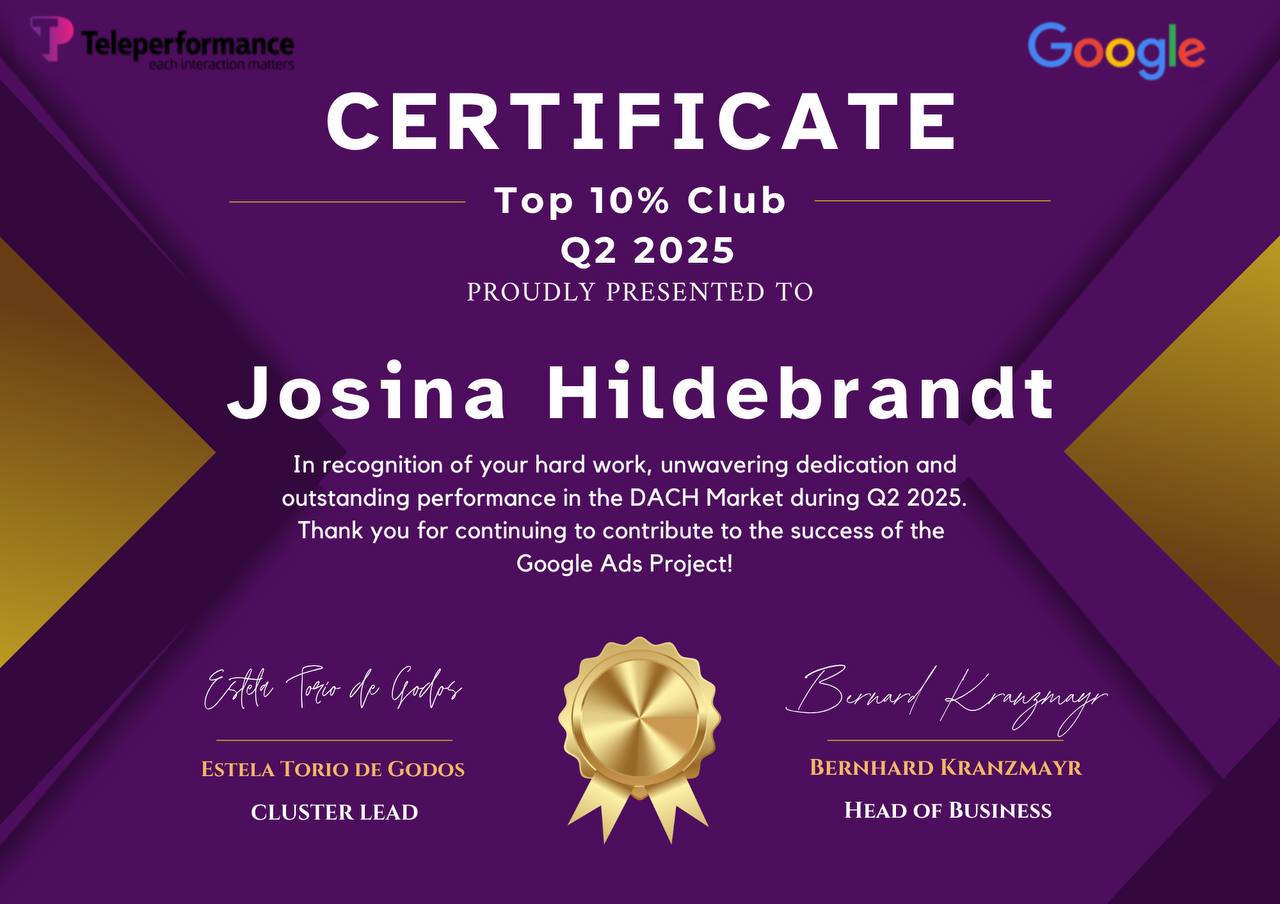 Teleperformance
each interaction matters
Google
CERTIFICATE
Top 10% Club
Q2 2025
PROUDLY PRESENTED TO
Josina Hildebrandt
In recognition of your hard work, unwavering dedication and
outstanding performance in the DACH Market during Q2 2025.
Thank you for continuing to contribute to the success of the
Google Ads Project!
Estela Torio de Godos
Bernard Kranzmayr
ESTELA TORIO DE GODOS
BERNHARD KRANZMAYR
CLUSTER LEAD
HEAD OF BUSINESS